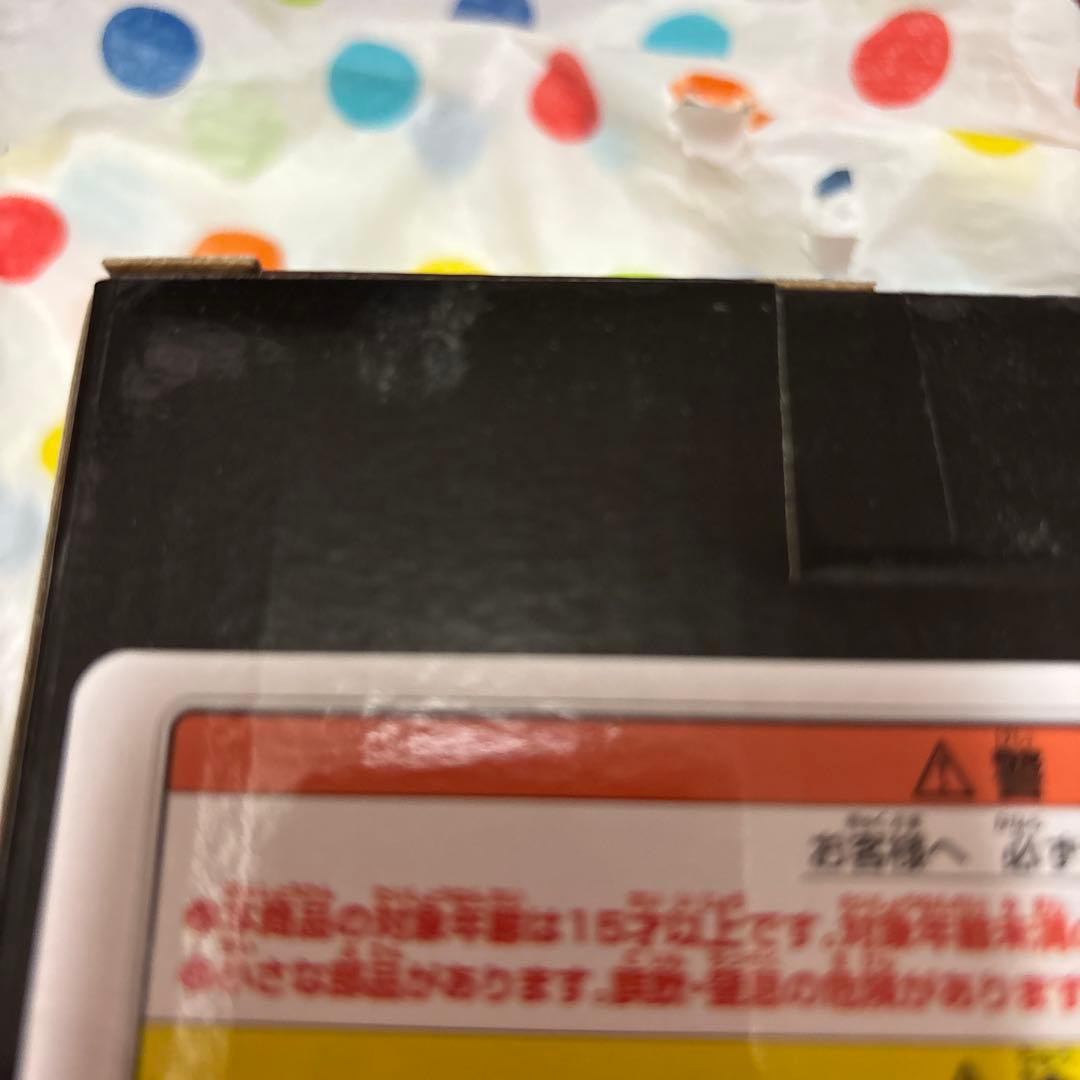 ⚠ 警
お客様へ 必ず
●本商品の対象年齢は15才以上です。対象年齢未満
●小さな部品があります。誤飲・窒息の危険があります